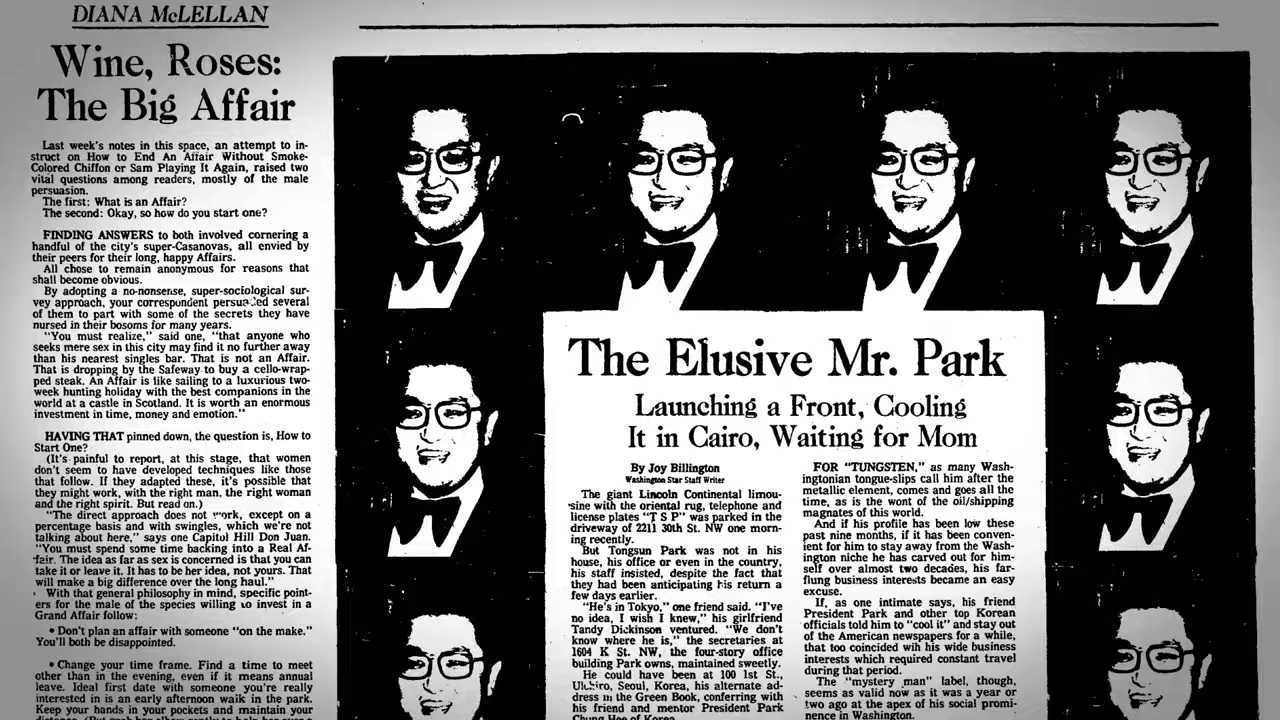 DIANA McLELLAN
Wine, Roses:
The Big Affair
Last week's notes in this space, an attempt to in-
struct on How to End An Affair Without Smoke-
Colored Chiffon or Sam Playing It Again, raised two
vital questions among readers, mostly of the male
persuasion.
The first: What is an Affair?
The second: Okay, so how do you start one?
FINDING ANSWERS to both involved cornering a
handful of the city's super-Casanovas, all envied by
their peers for their long, happy Affairs.
All chose to remain anonymous for reasons that
shall become obvious.
By adopting a no-nonsense, super-sociological sur-
vey approach, your correspondent persuaded several
of them to part with some of the secrets they have
nursed in their bosoms for many years.
"You must realize," said one, "that anyone who
seeks mere sex in this city may find it no further away
than his nearest singles bar. That is not an Affair.
That is dropping by the Safeway to buy a cello-wrap-
ped steak. An Affair is like sailing to a luxurious two-
week hunting holiday with the best companions in the
world at a castle in Scotland. It is worth an enormous
investment in time, money and emotion."
HAVING THAT pinned down, the question is, How to
Start One?
(It's painful to report, at this stage, that women
don't seem to have developed techniques like those
that follow. If they adapted these, it's possible that
they might work, with the right man, the right woman
and the right spirit. But read on.)
"The direct approach does not work, except on a
percentage basis and with swingles, which we're not
talking about here," says one Capitol Hill Don Juan.
"You must spend some time backing into a Real Af-
fair. The idea as far as sex is concerned is that you can
take it or leave it. It has to be her idea, not yours. That
will make a big difference over the long haul."
With that general philosophy in mind, specific point-
ers for the male of the species willing to invest in a
Grand Affair follow:
• Don't plan an affair with someone "on the make."
You'll both be disappointed.
• Change your time frame. Find a time to meet
other than in the evening, even if it means annual
leave. Ideal first date with someone you're really
interested in is an early afternoon walk in the park.
Keep your hands in your pockets and maintain your
The Elusive Mr. Park
Launching a Front, Cooling
It in Cairo, Waiting for Mom
By Joy Billington
Washington Star Staff Writer
The giant Lincoln Continental limou-
sine with the oriental rug, telephone and
license plates "T S P" was parked in the
driveway of 2211 30th St. NW one morn-
ing recently.
But Tongsun Park was not in his
house, his office or even in the country,
his staff insisted, despite the fact that
they had been anticipating his return a
few days earlier.
"He's in Tokyo," one friend said. "I've
no idea, I wish I knew," his girlfriend
Tandy Dickinson ventured. "We don't
know where he is," the secretaries at
1604 K St. NW, the four-story office
building Park owns, maintained sweetly.
He could have been at 100 1st St.,
Seoul, Korea, his alternate ad-
dress in the Green Book, conferring with
his friend and mentor President Park
Chung Hee of Korea.
FOR "TUNGSTEN," as many Wash-
ingtonian tongue-slips call him after the
metallic element, comes and goes all the
time, as is the wont of the oil/shipping
magnates of this world.
And if his profile has been low these
past nine months, if it has been conven-
ient for him to stay away from the Wash-
ington niche he has carved out for him-
self over almost two decades, his far-
flung business interests became an easy
excuse.
If, as one intimate says, his friend
President Park and other top Korean
officials told him to "cool it" and stay out
of the American newspapers for a while,
that too coincided with his wide business
interests which required constant travel
during that period.
The "mystery man" label, though,
seems as valid now as it was a year or
two ago at the apex of his social promi-
nence in Washington.